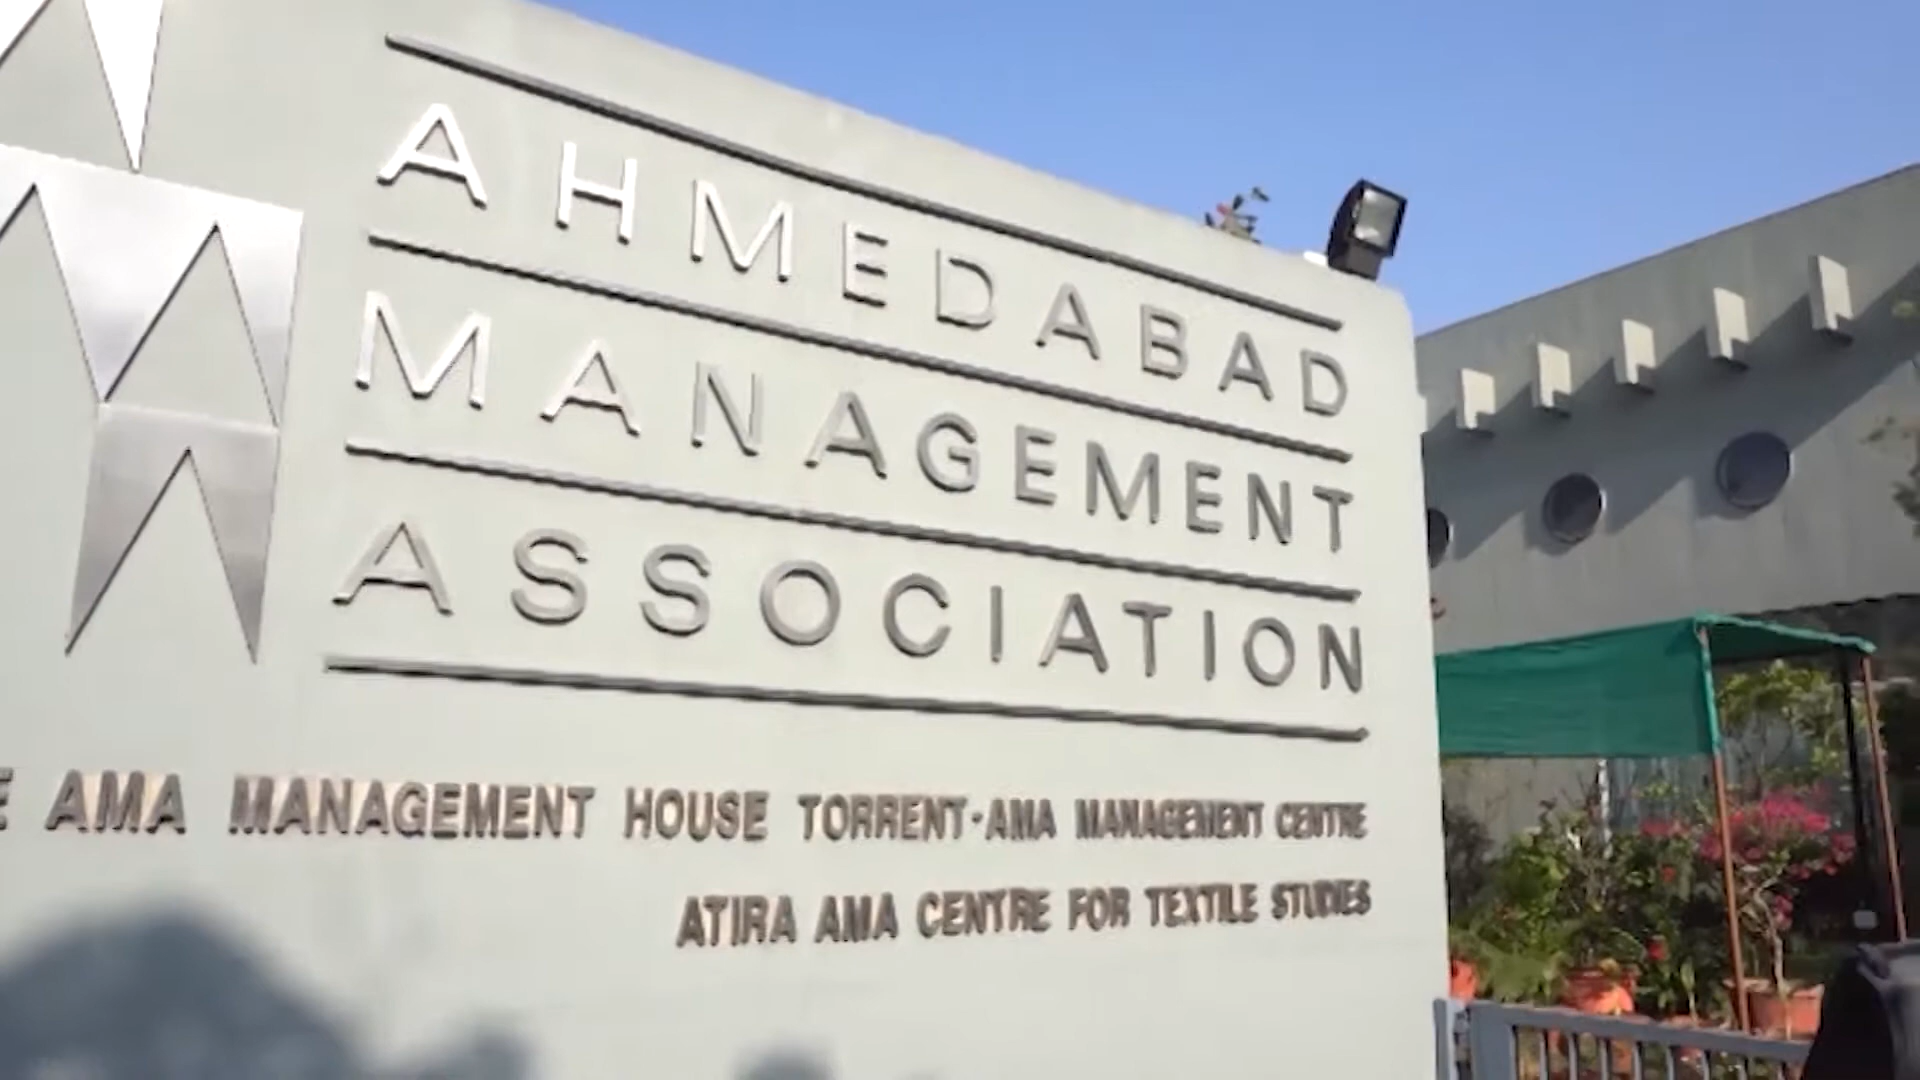 AHMEDABAD
MANAGEMENT
ASSOCIATION
AMA MANAGEMENT HOUSE TORRENT·AMA MANAGEMENT CENTRE
ATIRA AMA CENTRE FOR TEXTILE STUDIES